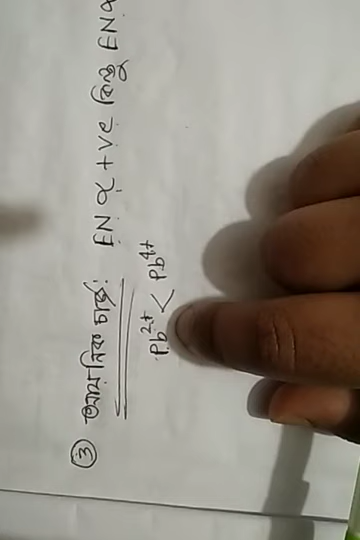 ③ আয়নিক চার্জ: EN ∝ +ve কিন্তু EN ∝
Pb²⁺ < Pb⁴⁺